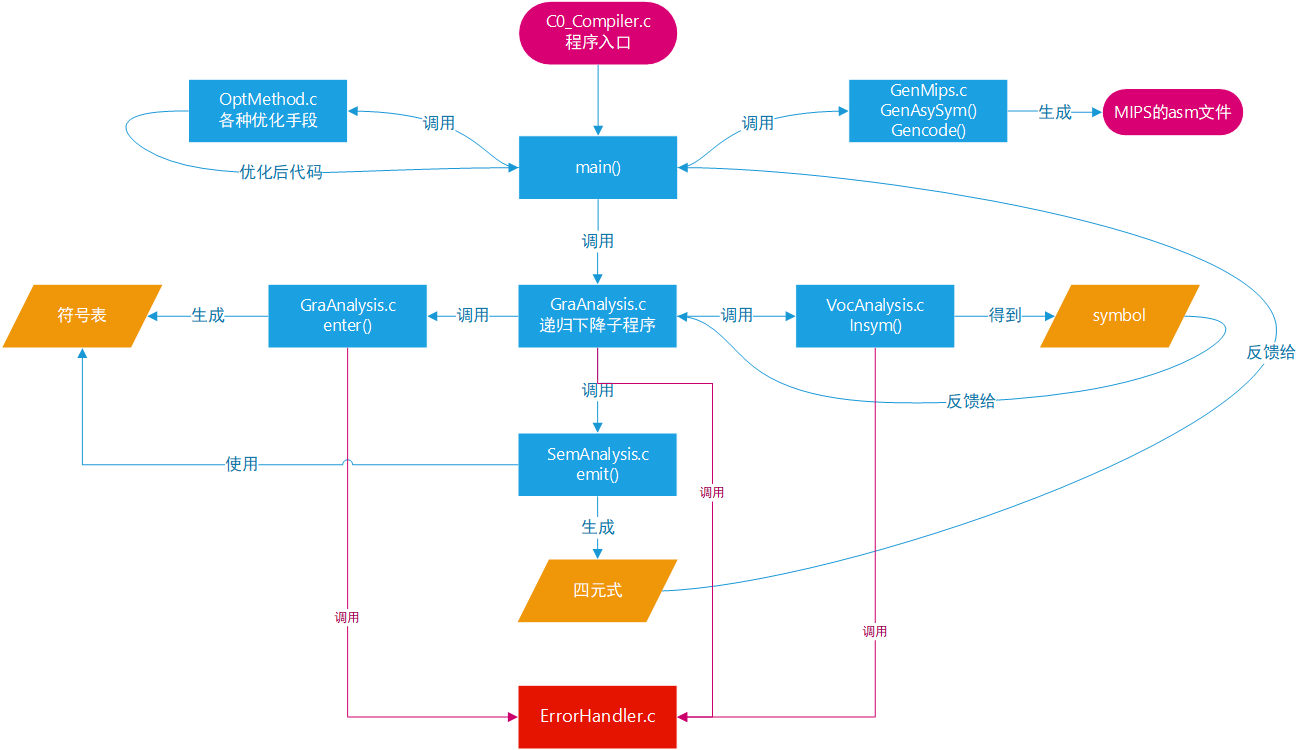 C0_Compiler.c
程序入口
OptMethod.c
各种优化手段
调用
调用
GenMips.c
GenAsySym()
Gencode()
生成
MIPS的asm文件
优化后代码
main()
调用
符号表
生成
GraAnalysis.c
enter()
调用
GraAnalysis.c
递归下降子程序
调用
VocAnalysis.c
Insym()
得到
symbol
反馈给
调用
反馈给
使用
SemAnalysis.c
emit()
调用
生成
四元式
调用
调用
ErrorHandler.c